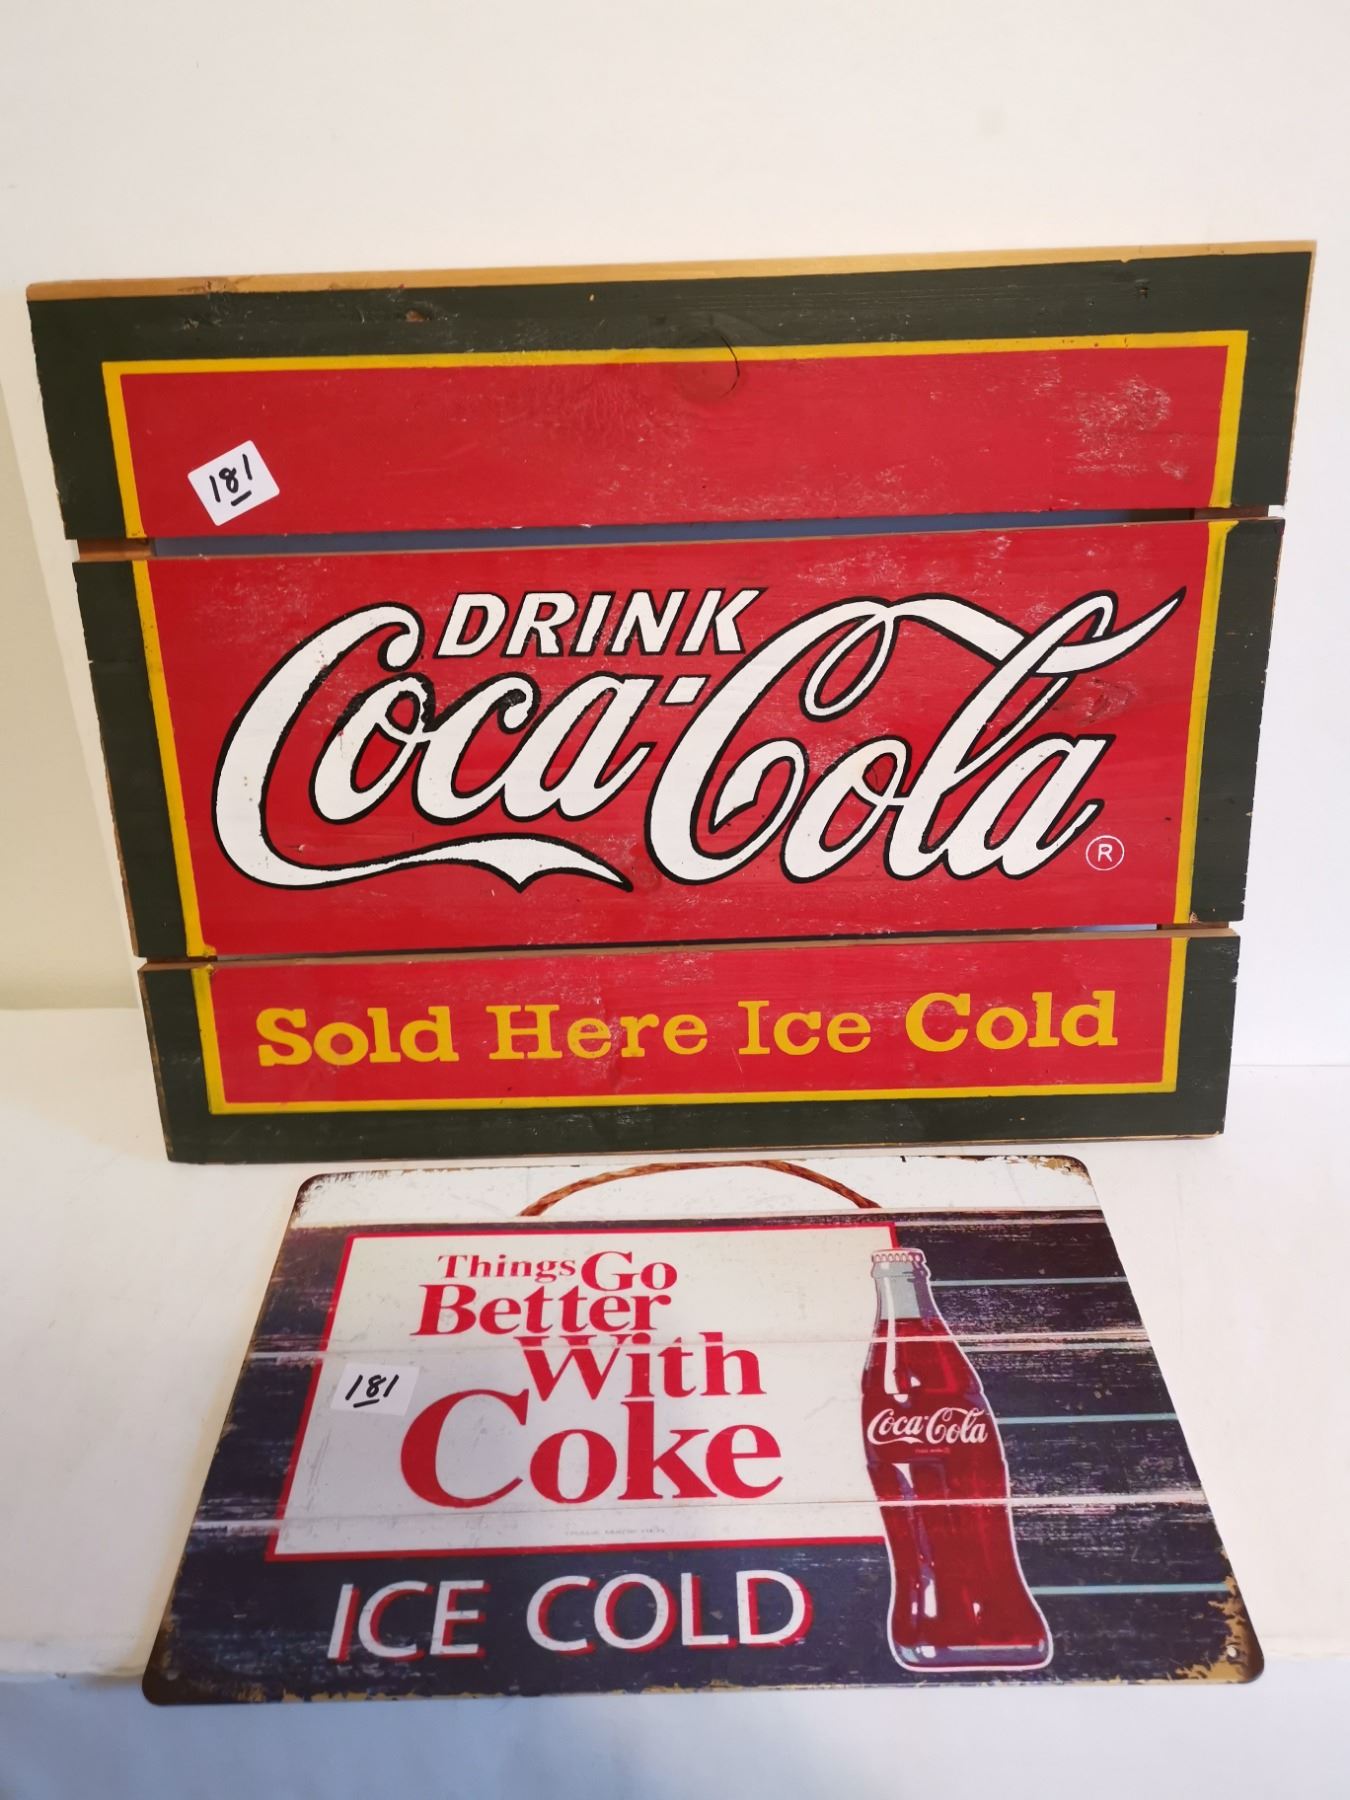 181
DRINK
Coca-Cola
®
Sold Here Ice Cold
Things Go
Better
With
181
Coke
Coca-Cola
ICE COLD